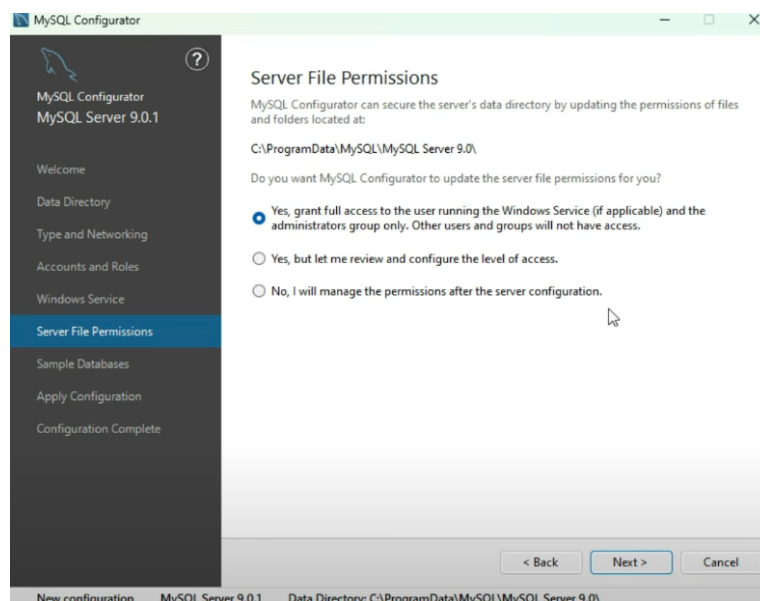 MySQL Configurator
?
MySQL Configurator
MySQL Server 9.0.1
Welcome
Data Directory
Type and Networking
Accounts and Roles
Windows Service
Server File Permissions
Sample Databases
Apply Configuration
Configuration Complete
Server File Permissions
MySQL Configurator can secure the server's data directory by updating the permissions of files
and folders located at:
C:\ProgramData\MySQL\MySQL Server 9.0\
Do you want MySQL Configurator to update the server file permissions for you?
Yes, grant full access to the user running the Windows Service (if applicable) and the
administrators group only. Other users and groups will not have access.
Yes, but let me review and configure the level of access.
No, I will manage the permissions after the server configuration.
< Back
Next >
Cancel
New configuration MySQL Server 9.0.1 Data Directory: C:\ProgramData\MySQL\MySQL Server 9.0\